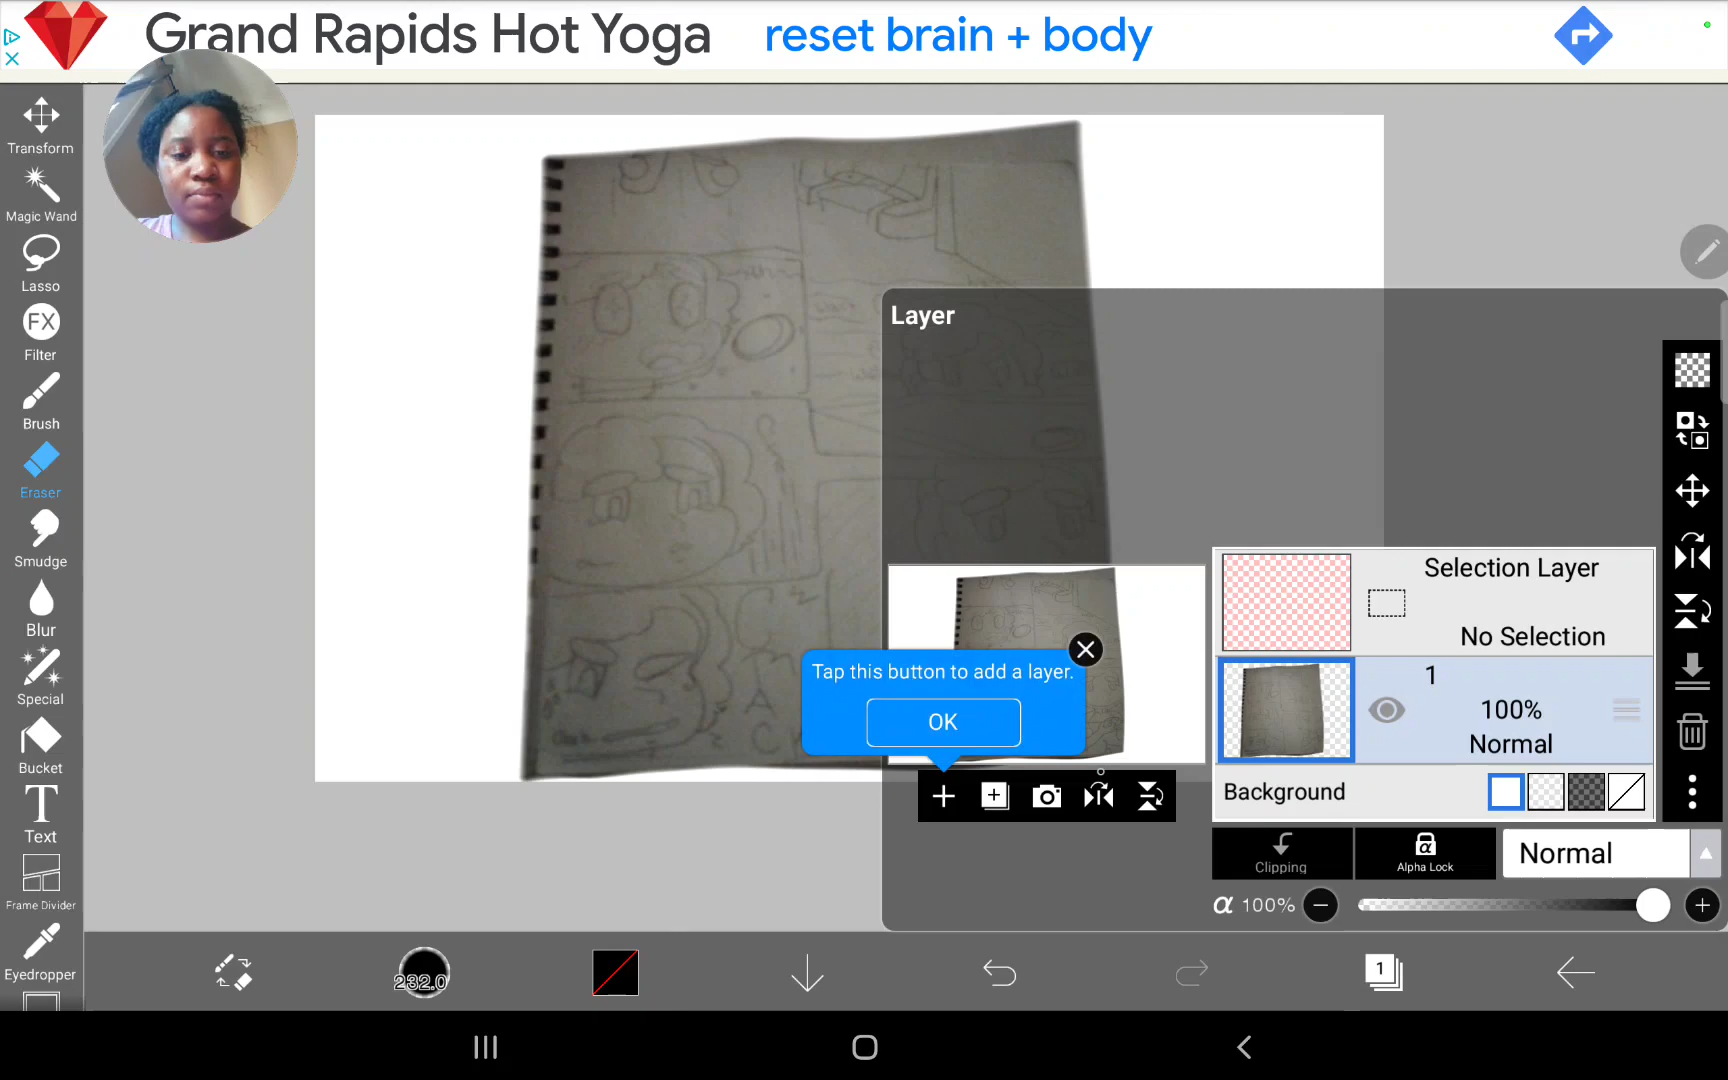 Grand Rapids Hot Yoga reset brain + body
Transform
Magic Wand
Lasso
FX
Filter
Brush
Eraser
Smudge
Blur
Special
Bucket
T
Text
Frame Divider
Eyedropper
Layer
Selection Layer
No Selection
1
100%
Normal
Background
Tap this button to add a layer.
OK
Clipping
α
Alpha Lock
Normal
α 100%
232.0
1